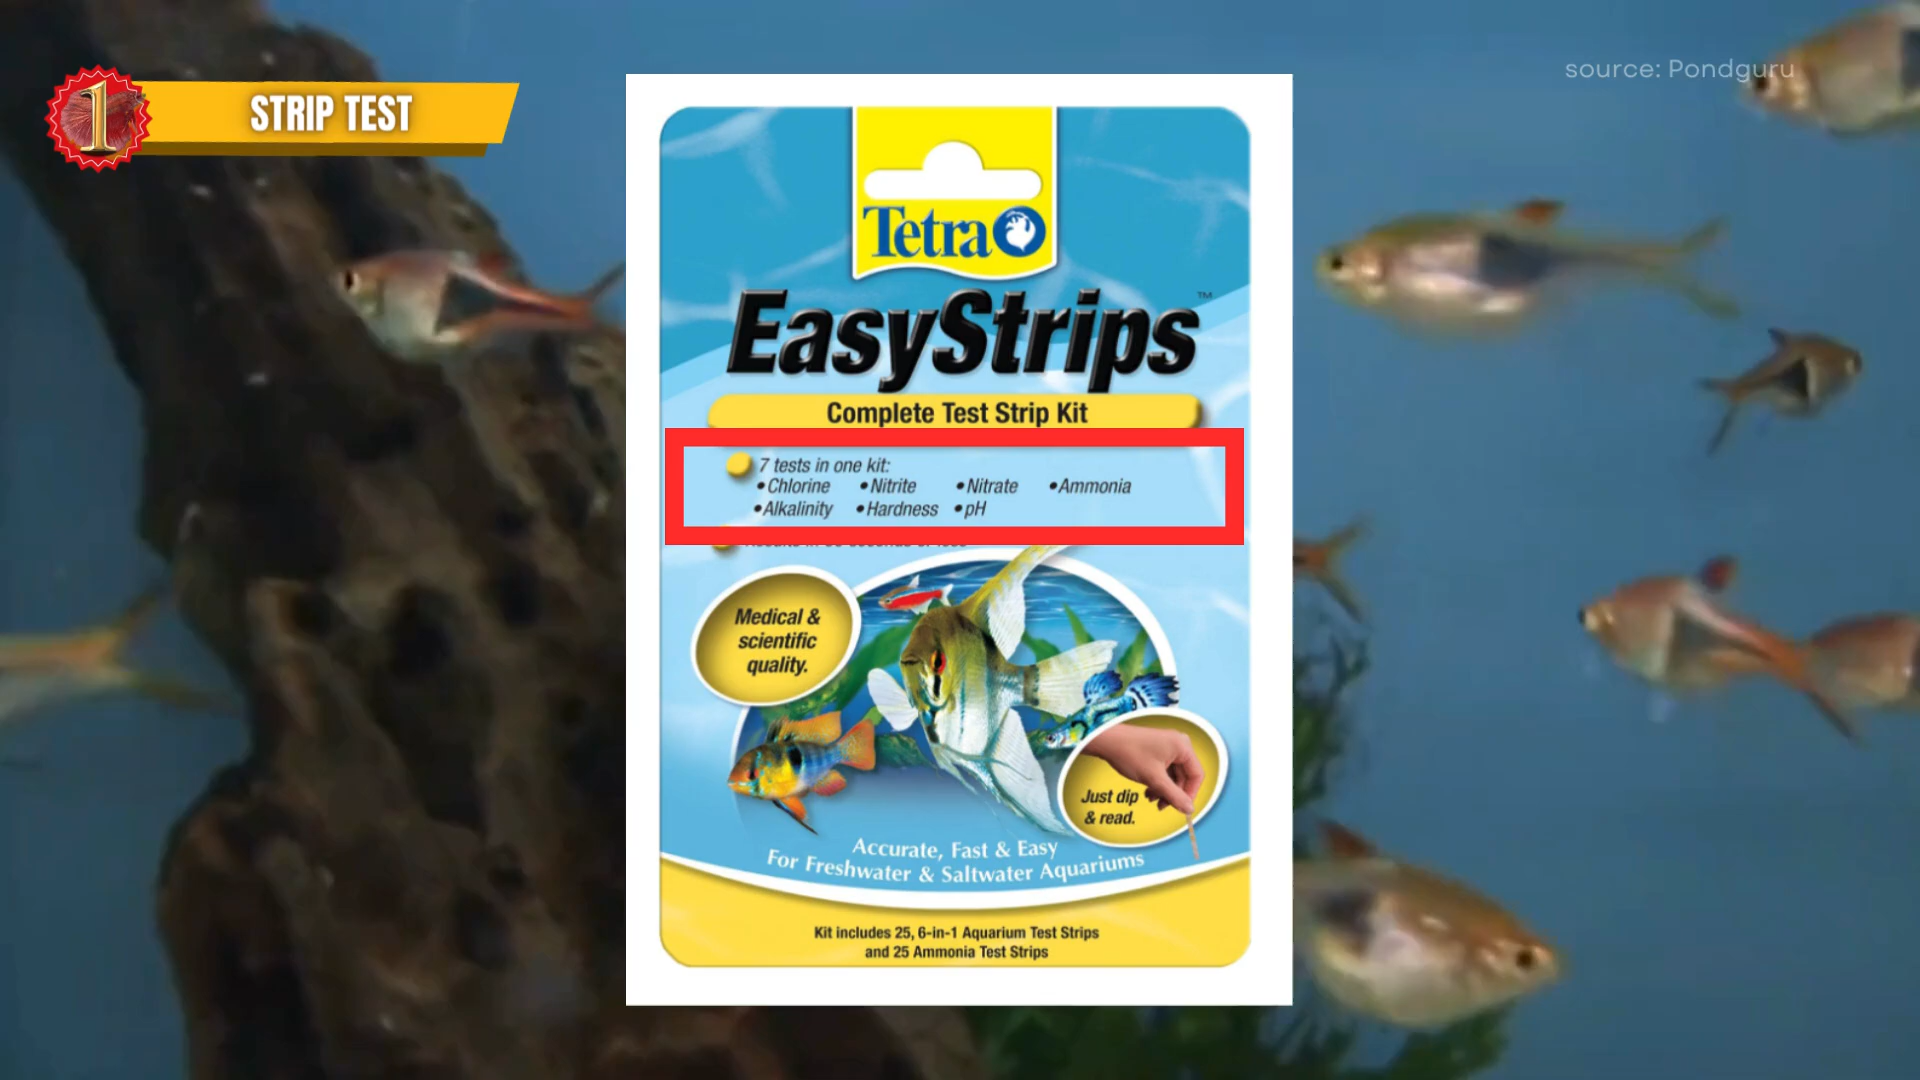 1
STRIP TEST
source: Pondguru
Tetra
EasyStrips™
Complete Test Strip Kit
7 tests in one kit:
•Chlorine •Nitrite •Nitrate •Ammonia
•Alkalinity •Hardness •pH
Medical &
scientific
quality.
Just dip
& read.
Accurate, Fast & Easy
For Freshwater & Saltwater Aquariums
Kit includes 25, 6-in-1 Aquarium Test Strips
and 25 Ammonia Test Strips